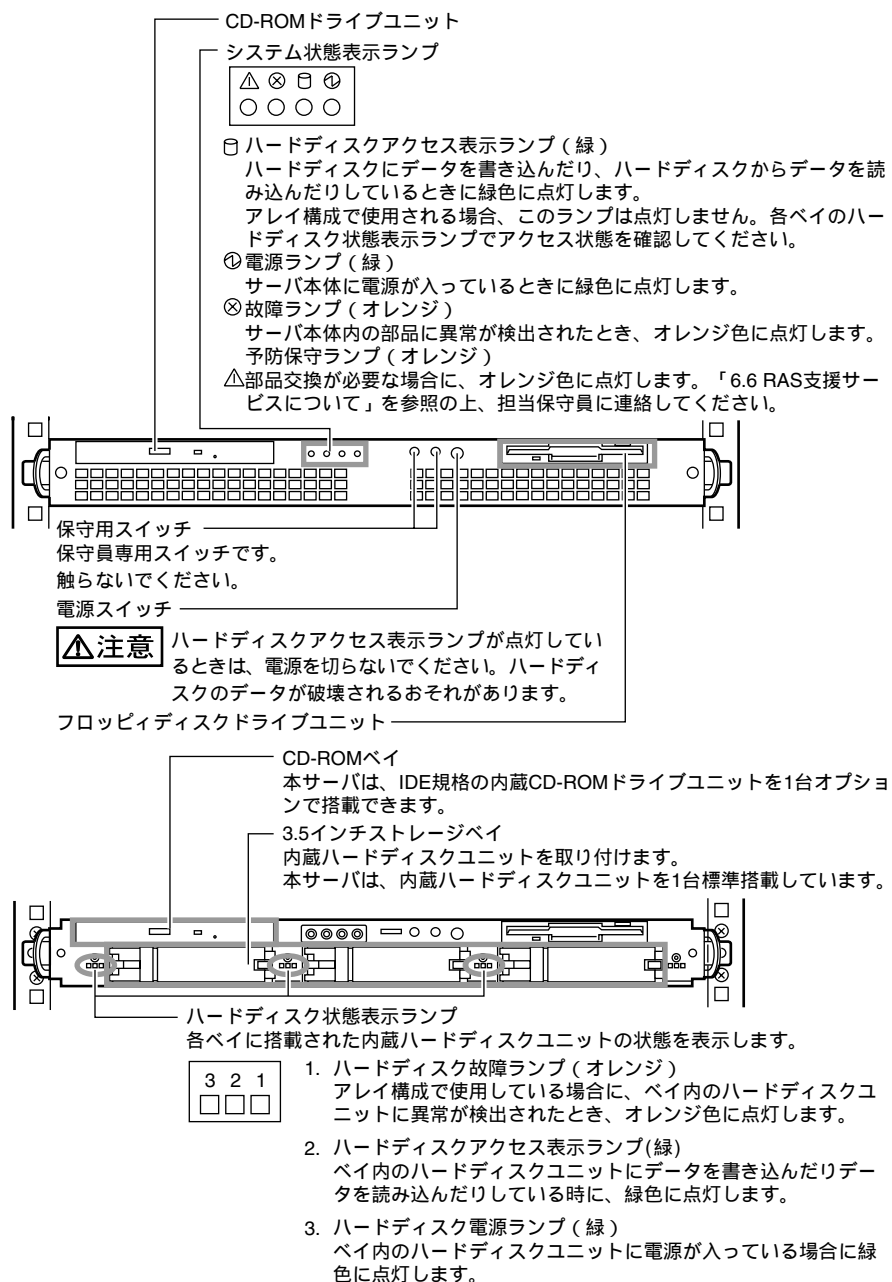 CD-ROMドライブユニット
システム状態表示ランプ
ハードディスクアクセス表示ランプ(緑)
ハードディスクにデータを書き込んだり、ハードディスクからデータを読
み込んだりしているときに緑色に点灯します。
アレイ構成で使用される場合、このランプは点灯しません。各ベイのハー
ドディスク状態表示ランプでアクセス状態を確認してください。
電源ランプ(緑)
サーバ本体に電源が入っているときに緑色に点灯します。
故障ランプ(オレンジ)
サーバ本体内の部品に異常が検出されたとき、オレンジ色に点灯します。
予防保守ランプ(オレンジ)
部品交換が必要な場合に、オレンジ色に点灯します。「6.6 RAS支援サー
ビスについて」を参照の上、担当保守員に連絡してください。
保守用スイッチ
保守員専用スイッチです。
触らないでください。
電源スイッチ
注意
ハードディスクアクセス表示ランプが点灯してい
るときは、電源を切らないでください。ハードディ
スクのデータが破壊されるおそれがあります。
フロッピィディスクドライブユニット
CD-ROMベイ
本サーバは、IDE規格の内蔵CD-ROMドライブユニットを1台オプショ
ンで搭載できます。
3.5インチストレージベイ
内蔵ハードディスクユニットを取り付けます。
本サーバは、内蔵ハードディスクユニットを1台標準搭載しています。
ハードディスク状態表示ランプ
各ベイに搭載された内蔵ハードディスクユニットの状態を表示します。
3 2 1
1. ハードディスク故障ランプ(オレンジ)
アレイ構成で使用している場合に、ベイ内のハードディスクユ
ニットに異常が検出されたとき、オレンジ色に点灯します。
2. ハードディスクアクセス表示ランプ(緑)
ベイ内のハードディスクユニットにデータを書き込んだりデー
タを読み込んだりしている時に、緑色に点灯します。
3. ハードディスク電源ランプ(緑)
ベイ内のハードディスクユニットに電源が入っている場合に緑
色に点灯します。